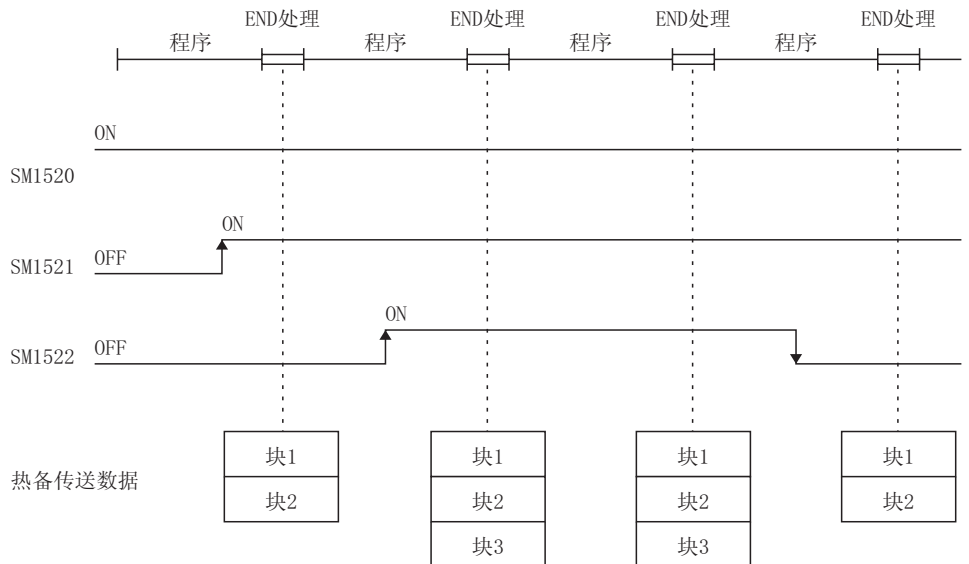 END处理 END处理 END处理 END处理
程序 程序 程序 程序
ON
SM1520
ON
SM1521 OFF
ON
SM1522 OFF
热备传送数据
块1 块1 块1 块1
块2 块2 块2 块2
块3 块3